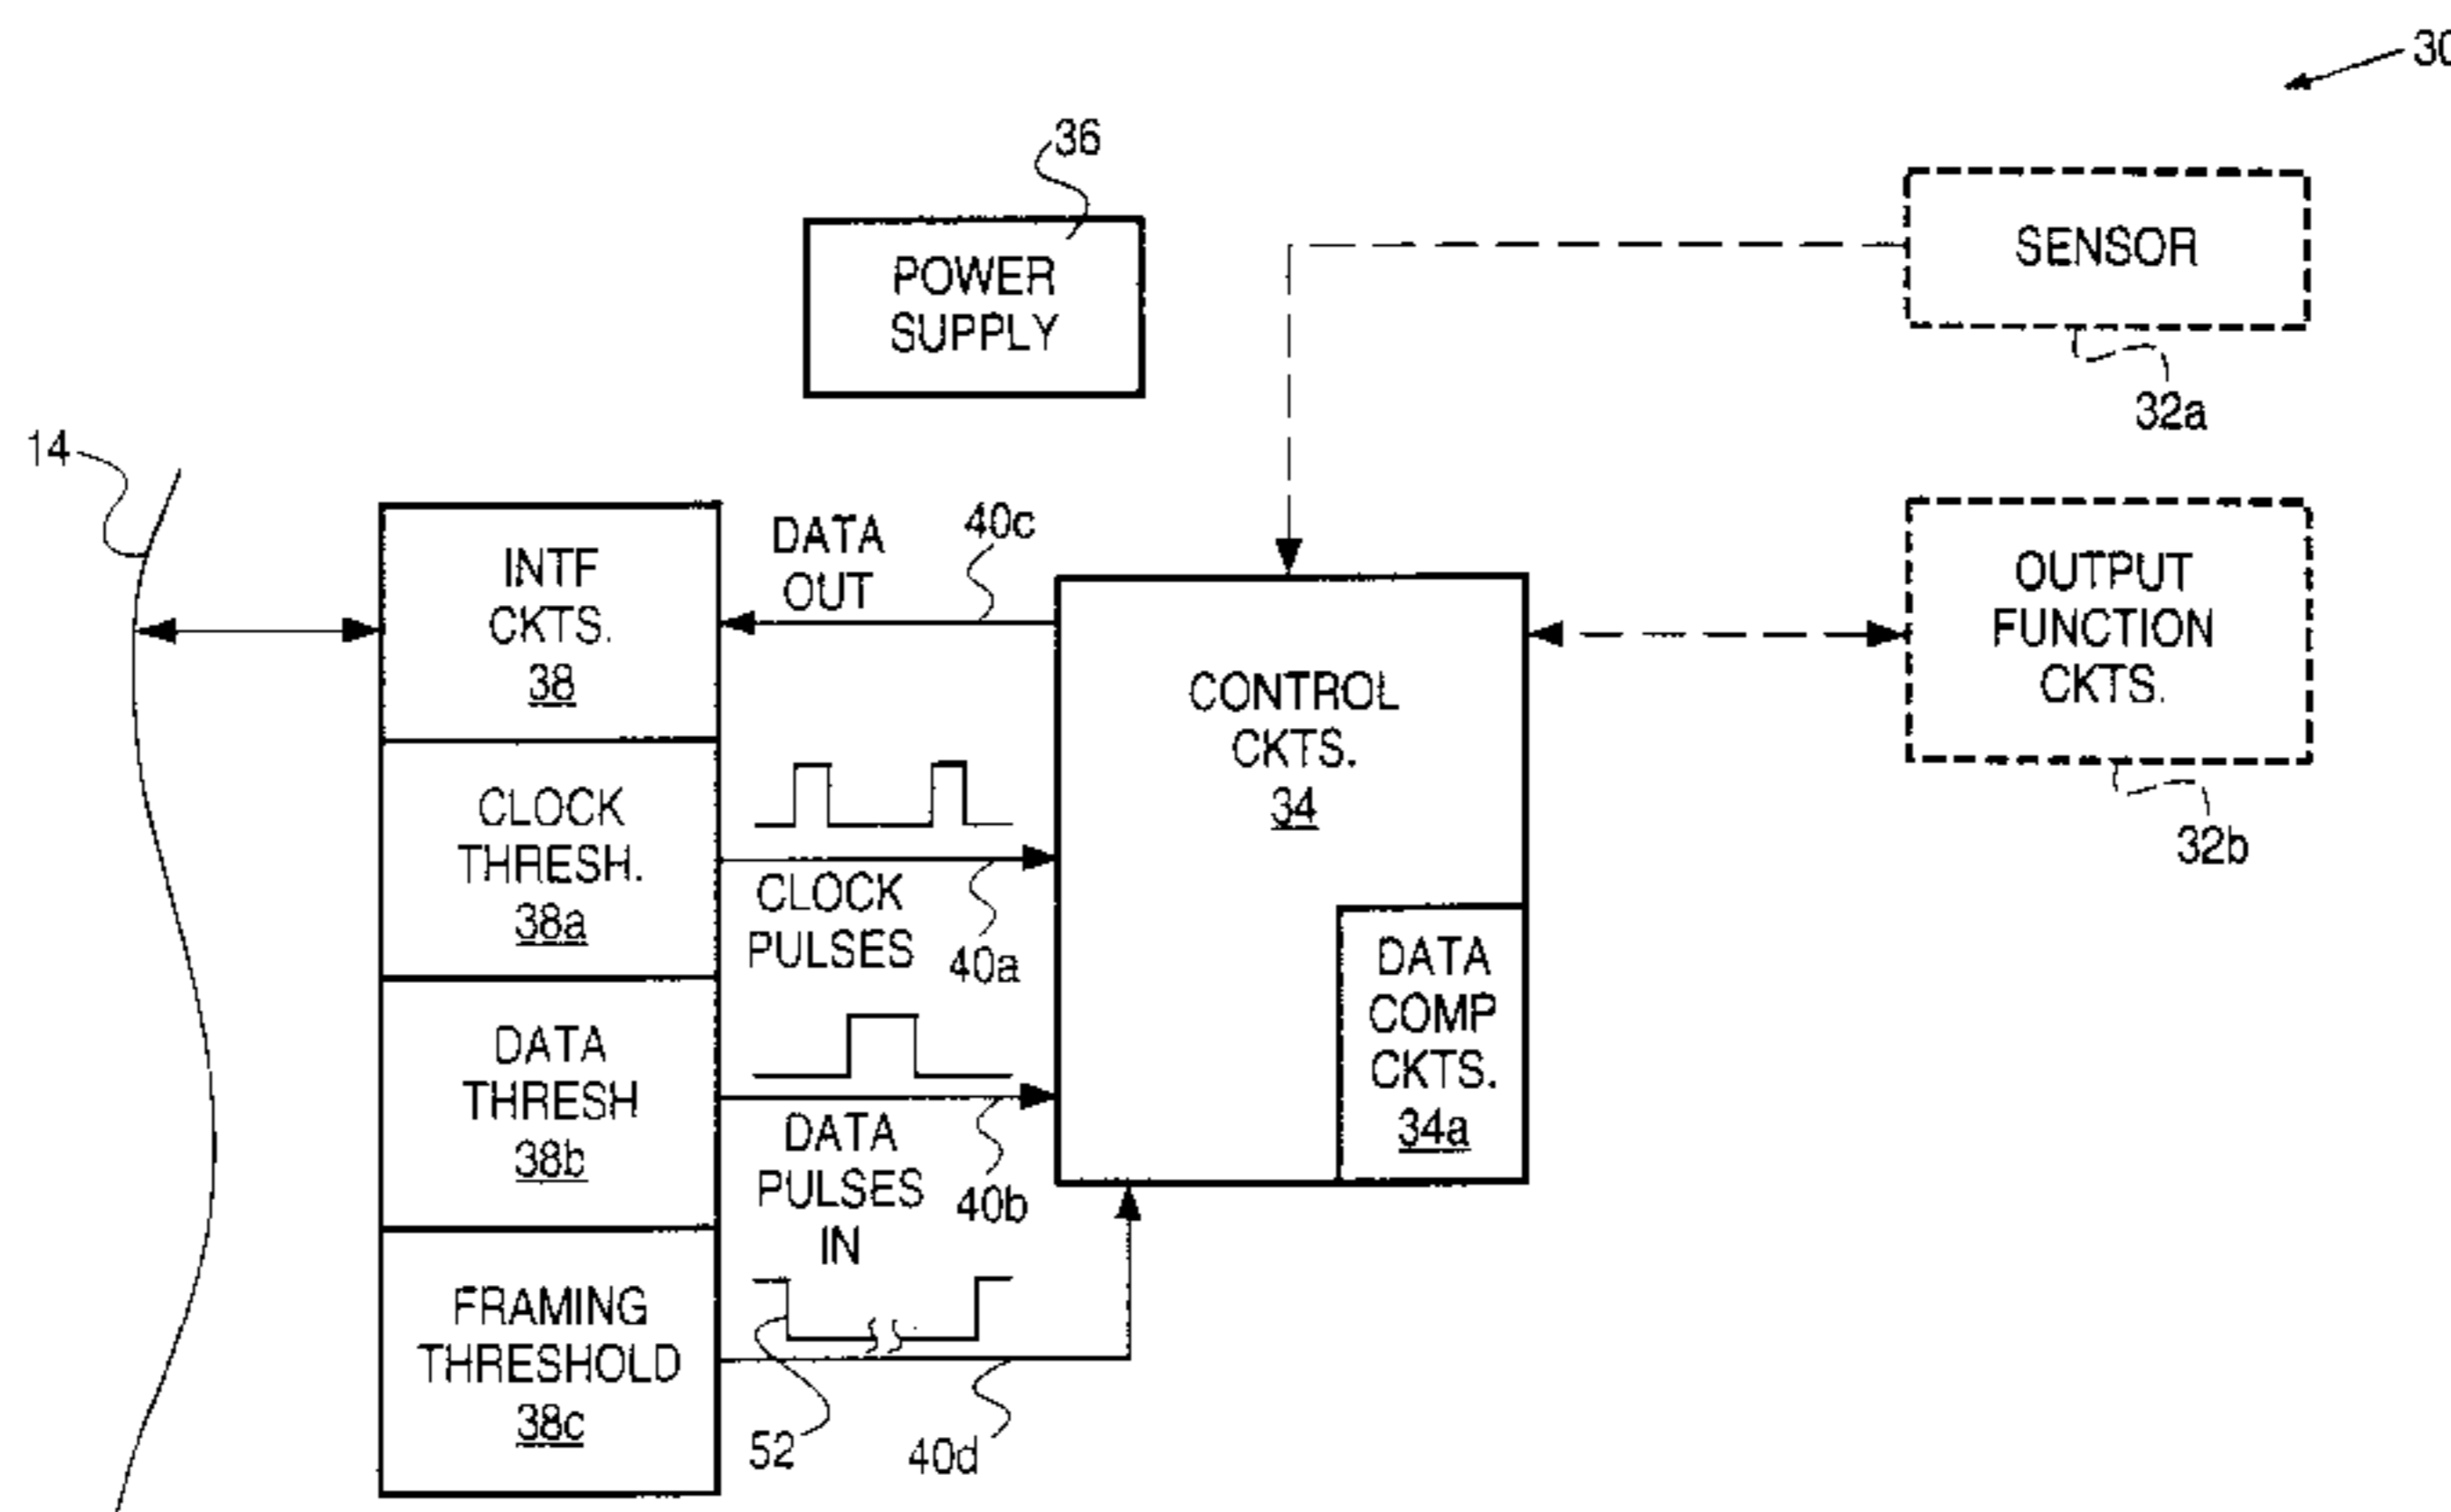 30
36
POWER
SUPPLY
SENSOR
32a
14
INTF
CKTS.
38
DATA
OUT
40c
OUTPUT
FUNCTION
CKTS.
32b
CONTROL
CKTS.
34
CLOCK
THRESH.
38a
CLOCK
PULSES
40a
DATA
COMP
CKTS.
34a
DATA
THRESH
38b
DATA
PULSES
IN
40b
FRAMING
THRESHOLD
38c
52
40d